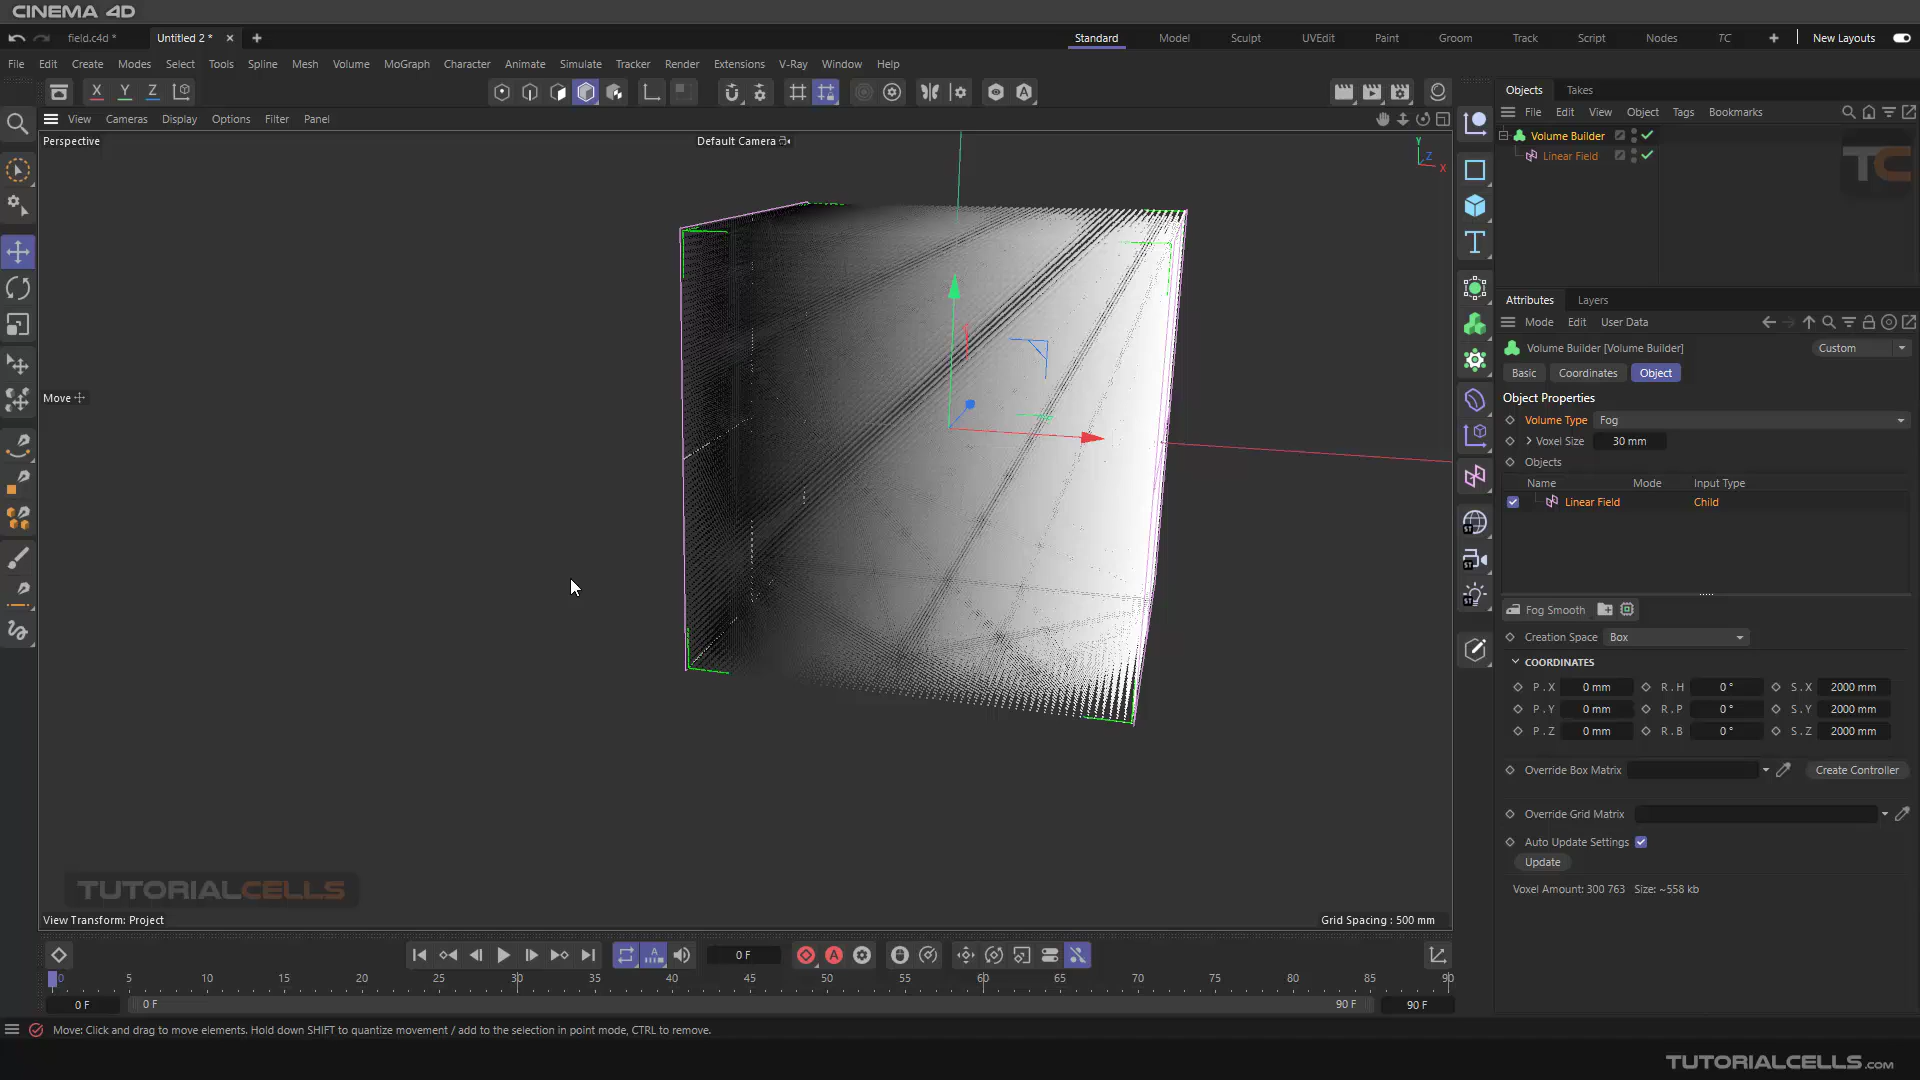 CINEMA 4D
field.c4d *
Untitled 2 *
Standard
Model
Sculpt
UVEdit
Paint
Groom
Track
Script
Nodes
TC
New Layouts
File Edit Create Modes Select Tools Spline Mesh Volume MoGraph Character Animate Simulate Tracker Render Extensions V-Ray Window Help
X Y Z
View Cameras Display Options Filter Panel
Perspective
Default Camera
Y
Z
X
Move
TUTORIALCELLS
View Transform: Project
Grid Spacing : 500 mm
Objects Takes
File Edit View Object Tags Bookmarks
Volume Builder
Linear Field
TC
Attributes Layers
Mode Edit User Data
Volume Builder [Volume Builder]
Custom
Basic Coordinates Object
Object Properties
Volume Type Fog
Voxel Size 30 mm
Objects
Name Mode Input Type
Linear Field Child
Fog Smooth
Creation Space Box
COORDINATES
P . X 0 mm R . H 0 ° S . X 2000 mm
P . Y 0 mm R . P 0 ° S . Y 2000 mm
P . Z 0 mm R . B 0 ° S . Z 2000 mm
Override Box Matrix Create Controller
Override Grid Matrix
Auto Update Settings
Update
Voxel Amount: 300 763 Size: ~558 kb
0 F
0 5 10 15 20 25 30 35 40 45 50 55 60 65 70 75 80 85 90
0 F 0 F 90 F 90 F
Move: Click and drag to move elements. Hold down SHIFT to quantize movement / add to the selection in point mode, CTRL to remove.
TUTORIALCELLS.com